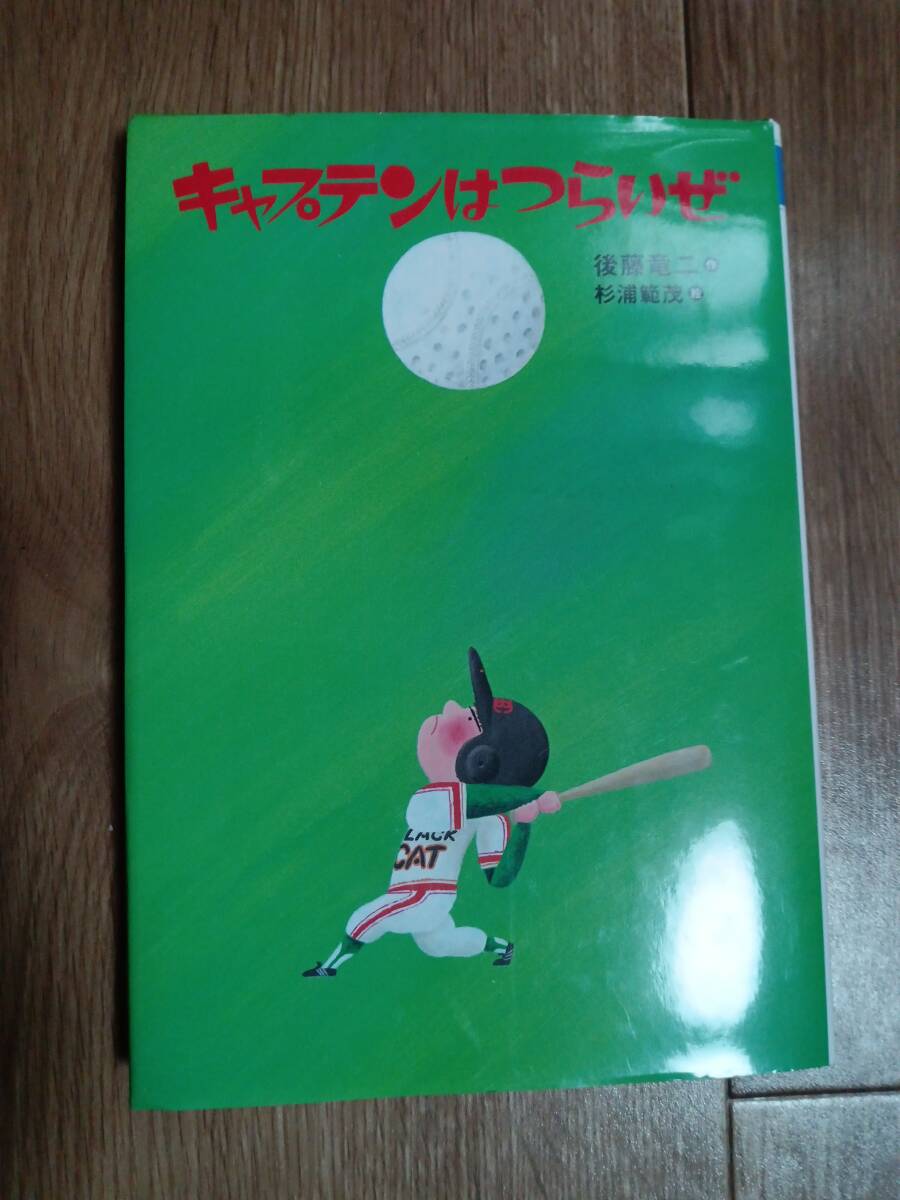 キャプテンはつらいぜ
後藤竜二 作
杉浦範茂 絵
LMCK
CAT